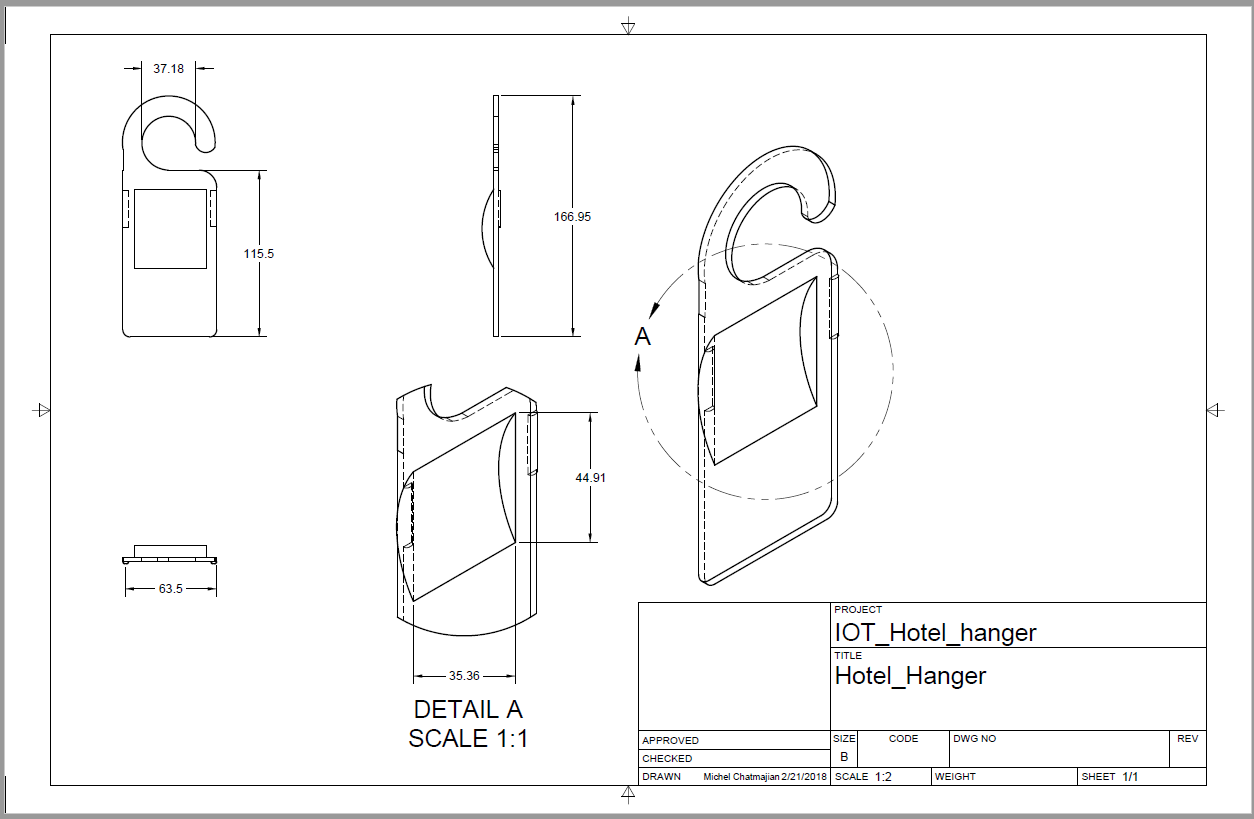 37.18
115.5
166.95
A
44.91
63.5
35.36
DETAIL A
SCALE 1:1
PROJECT
IOT_Hotel_hanger
TITLE
Hotel_Hanger
APPROVED
CHECKED
DRAWN Michel Chatmajian 2/21/2018
SIZE CODE DWG NO REV
B
SCALE 1:2 WEIGHT SHEET 1/1